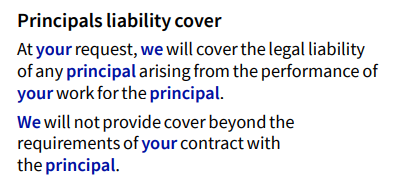 Principals liability cover
At your request, we will cover the legal liability
of any principal arising from the performance of
your work for the principal.
We will not provide cover beyond the
requirements of your contract with
the principal.